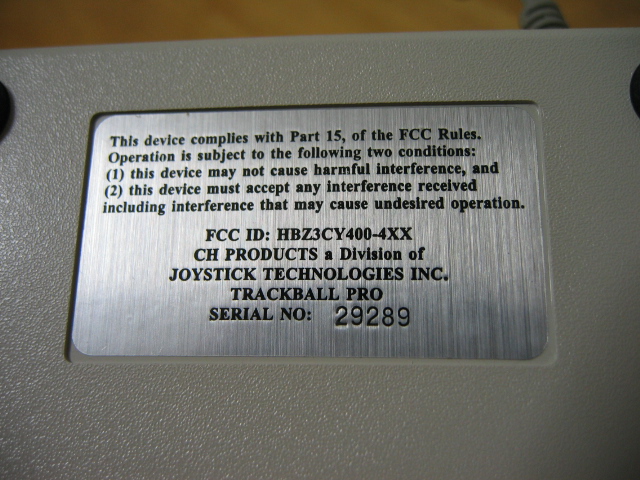 This device complies with Part 15, of the FCC Rules.
Operation is subject to the following two conditions:
(1) this device may not cause harmful interference, and
(2) this device must accept any interference received
including interference that may cause undesired operation.
FCC ID: HBZ3CY400-4XX
CH PRODUCTS a Division of
JOYSTICK TECHNOLOGIES INC.
TRACKBALL PRO
SERIAL NO: 29289